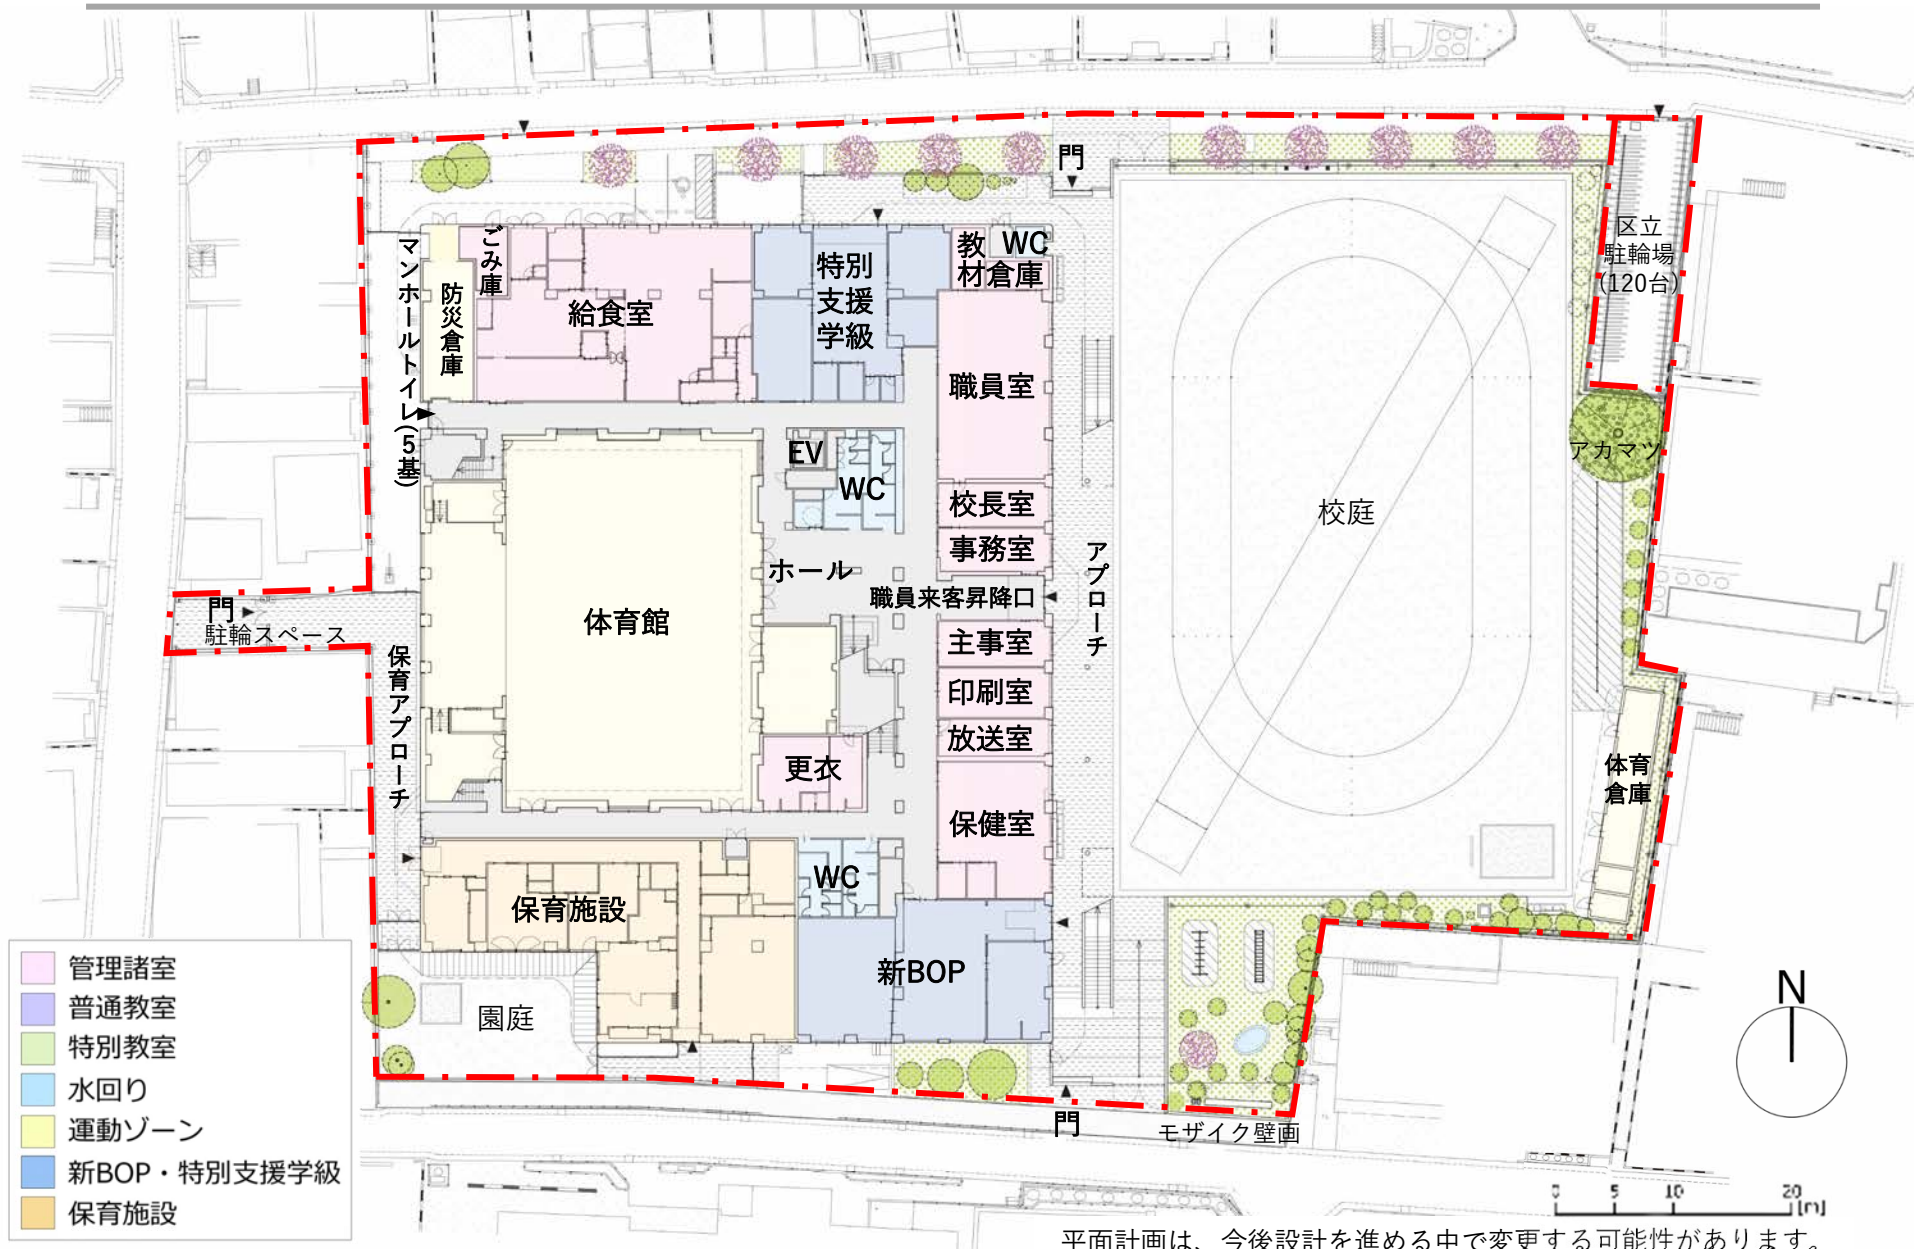 門
区立
駐輪場
(120台)
マンホールトイレ(5基)
ごみ庫
防災倉庫
給食室
特別
支援
学級
教
材倉庫
WC
職員室
アカマツ
EV
WC
校長室
校庭
事務室
ホール
職員来客昇降口
アプローチ
門
駐輪スペース
体育館
主事室
保育アプローチ
印刷室
放送室
更衣
体育
倉庫
保健室
WC
保育施設
新BOP
園庭
門
モザイク壁画
N
管理諸室
普通教室
特別教室
水回り
運動ゾーン
新BOP・特別支援学級
保育施設
0 5 10 20
[m]
平面計画は、今後設計を進める中で変更する可能性があります。